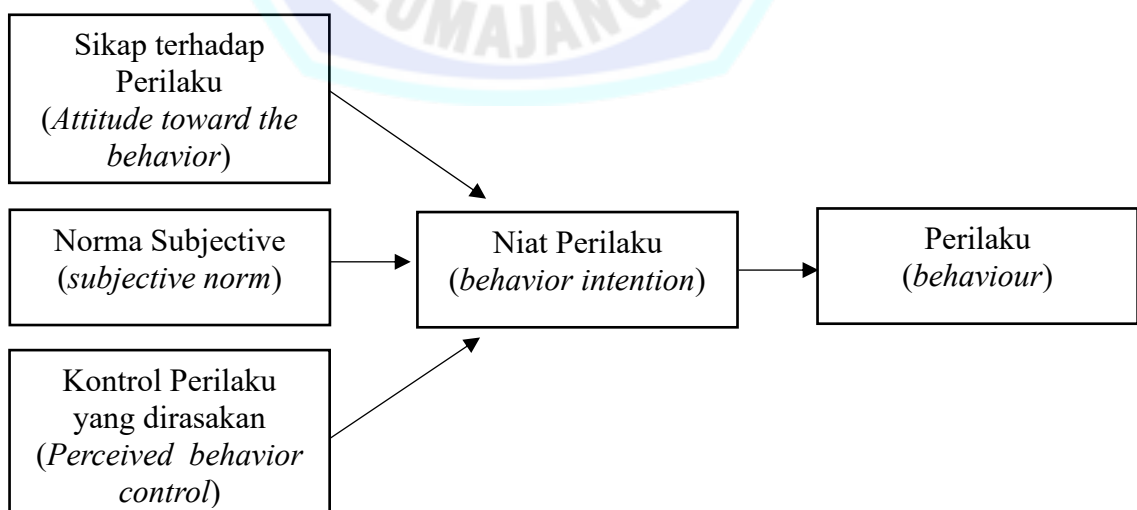 LUMAJANG
Sikap terhadap
Perilaku
(Attitude toward the
behavior)
Norma Subjective
(subjective norm)
Kontrol Perilaku
yang dirasakan
(Perceived behavior
control)
Niat Perilaku
(behavior intention)
Perilaku
(behaviour)